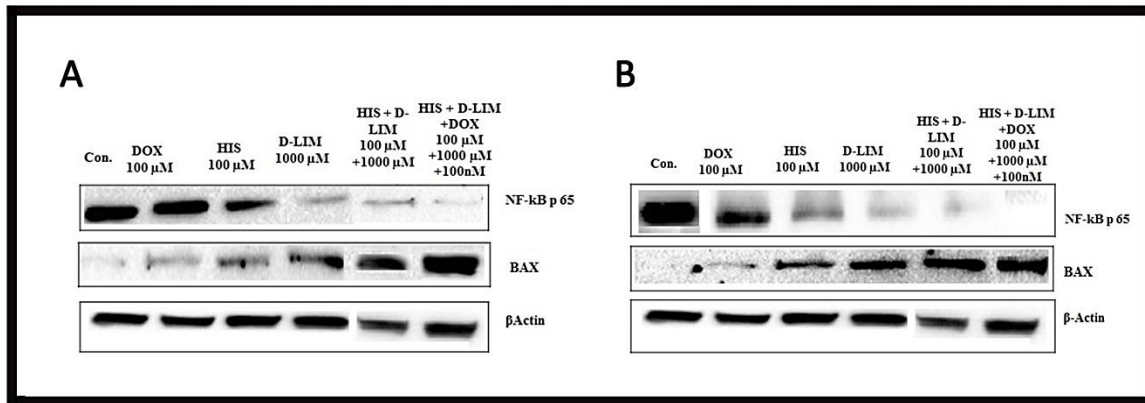 A
Con.
DOX
100 µM
HIS
100 µM
D-LIM
1000 µM
HIS + D-
LIM
100 µM
+1000 µM
HIS + D-LIM
+DOX
100 µM
+1000 µM
+100nM
NF-kB p 65
BAX
βActin
B
Con.
DOX
100 µM
HIS
100 µM
D-LIM
1000 µM
HIS + D-
LIM
100 µM
+1000 µM
HIS + D-LIM
+DOX
100 µM
+1000 µM
+100nM
NF-kB p 65
BAX
β-Actin